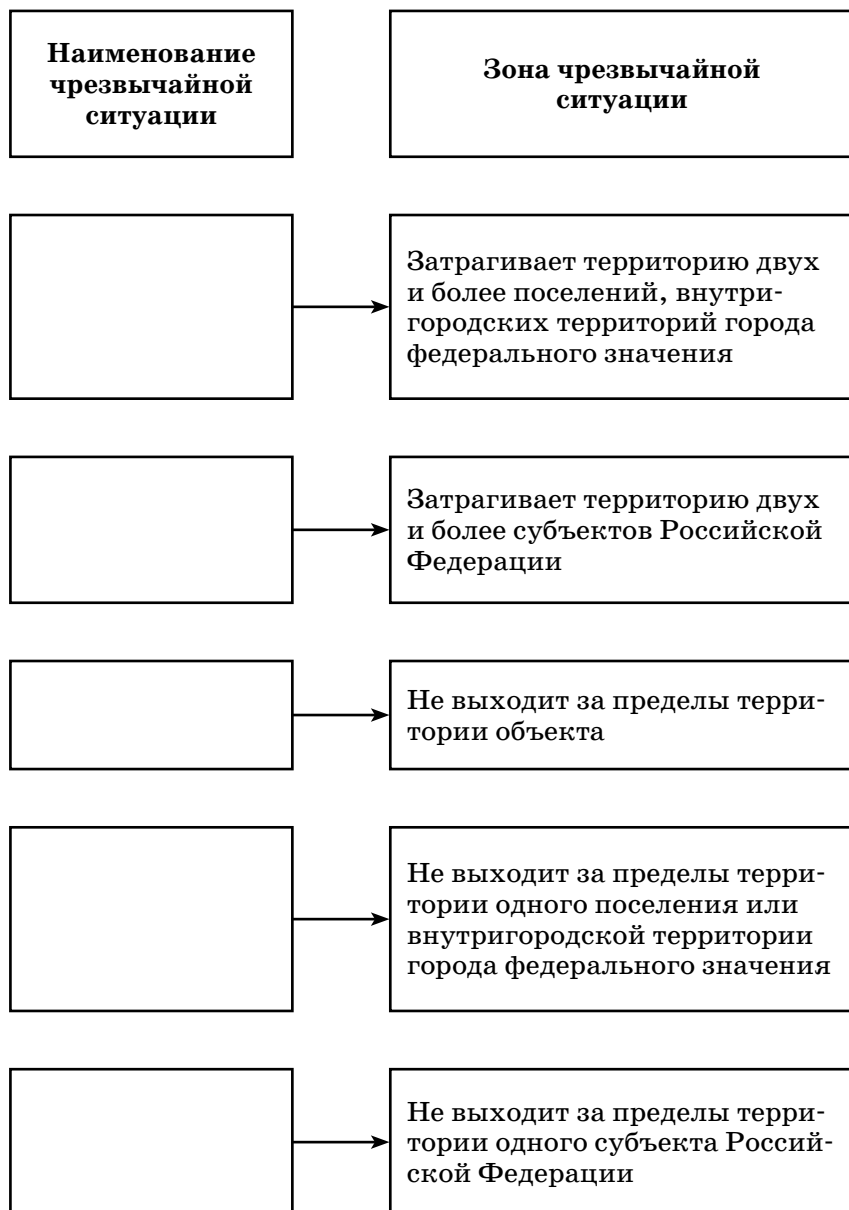 Наименование
чрезвычайной
ситуации
Зона чрезвычайной
ситуации
Затрагивает территорию двух
и более поселений, внутри-
городских территорий города
федерального значения
Затрагивает территорию двух
и более субъектов Российской
Федерации
Не выходит за пределы терри-
тории объекта
Не выходит за пределы терри-
тории одного поселения или
внутригородской территории
города федерального значения
Не выходит за пределы терри-
тории одного субъекта Россий-
ской Федерации